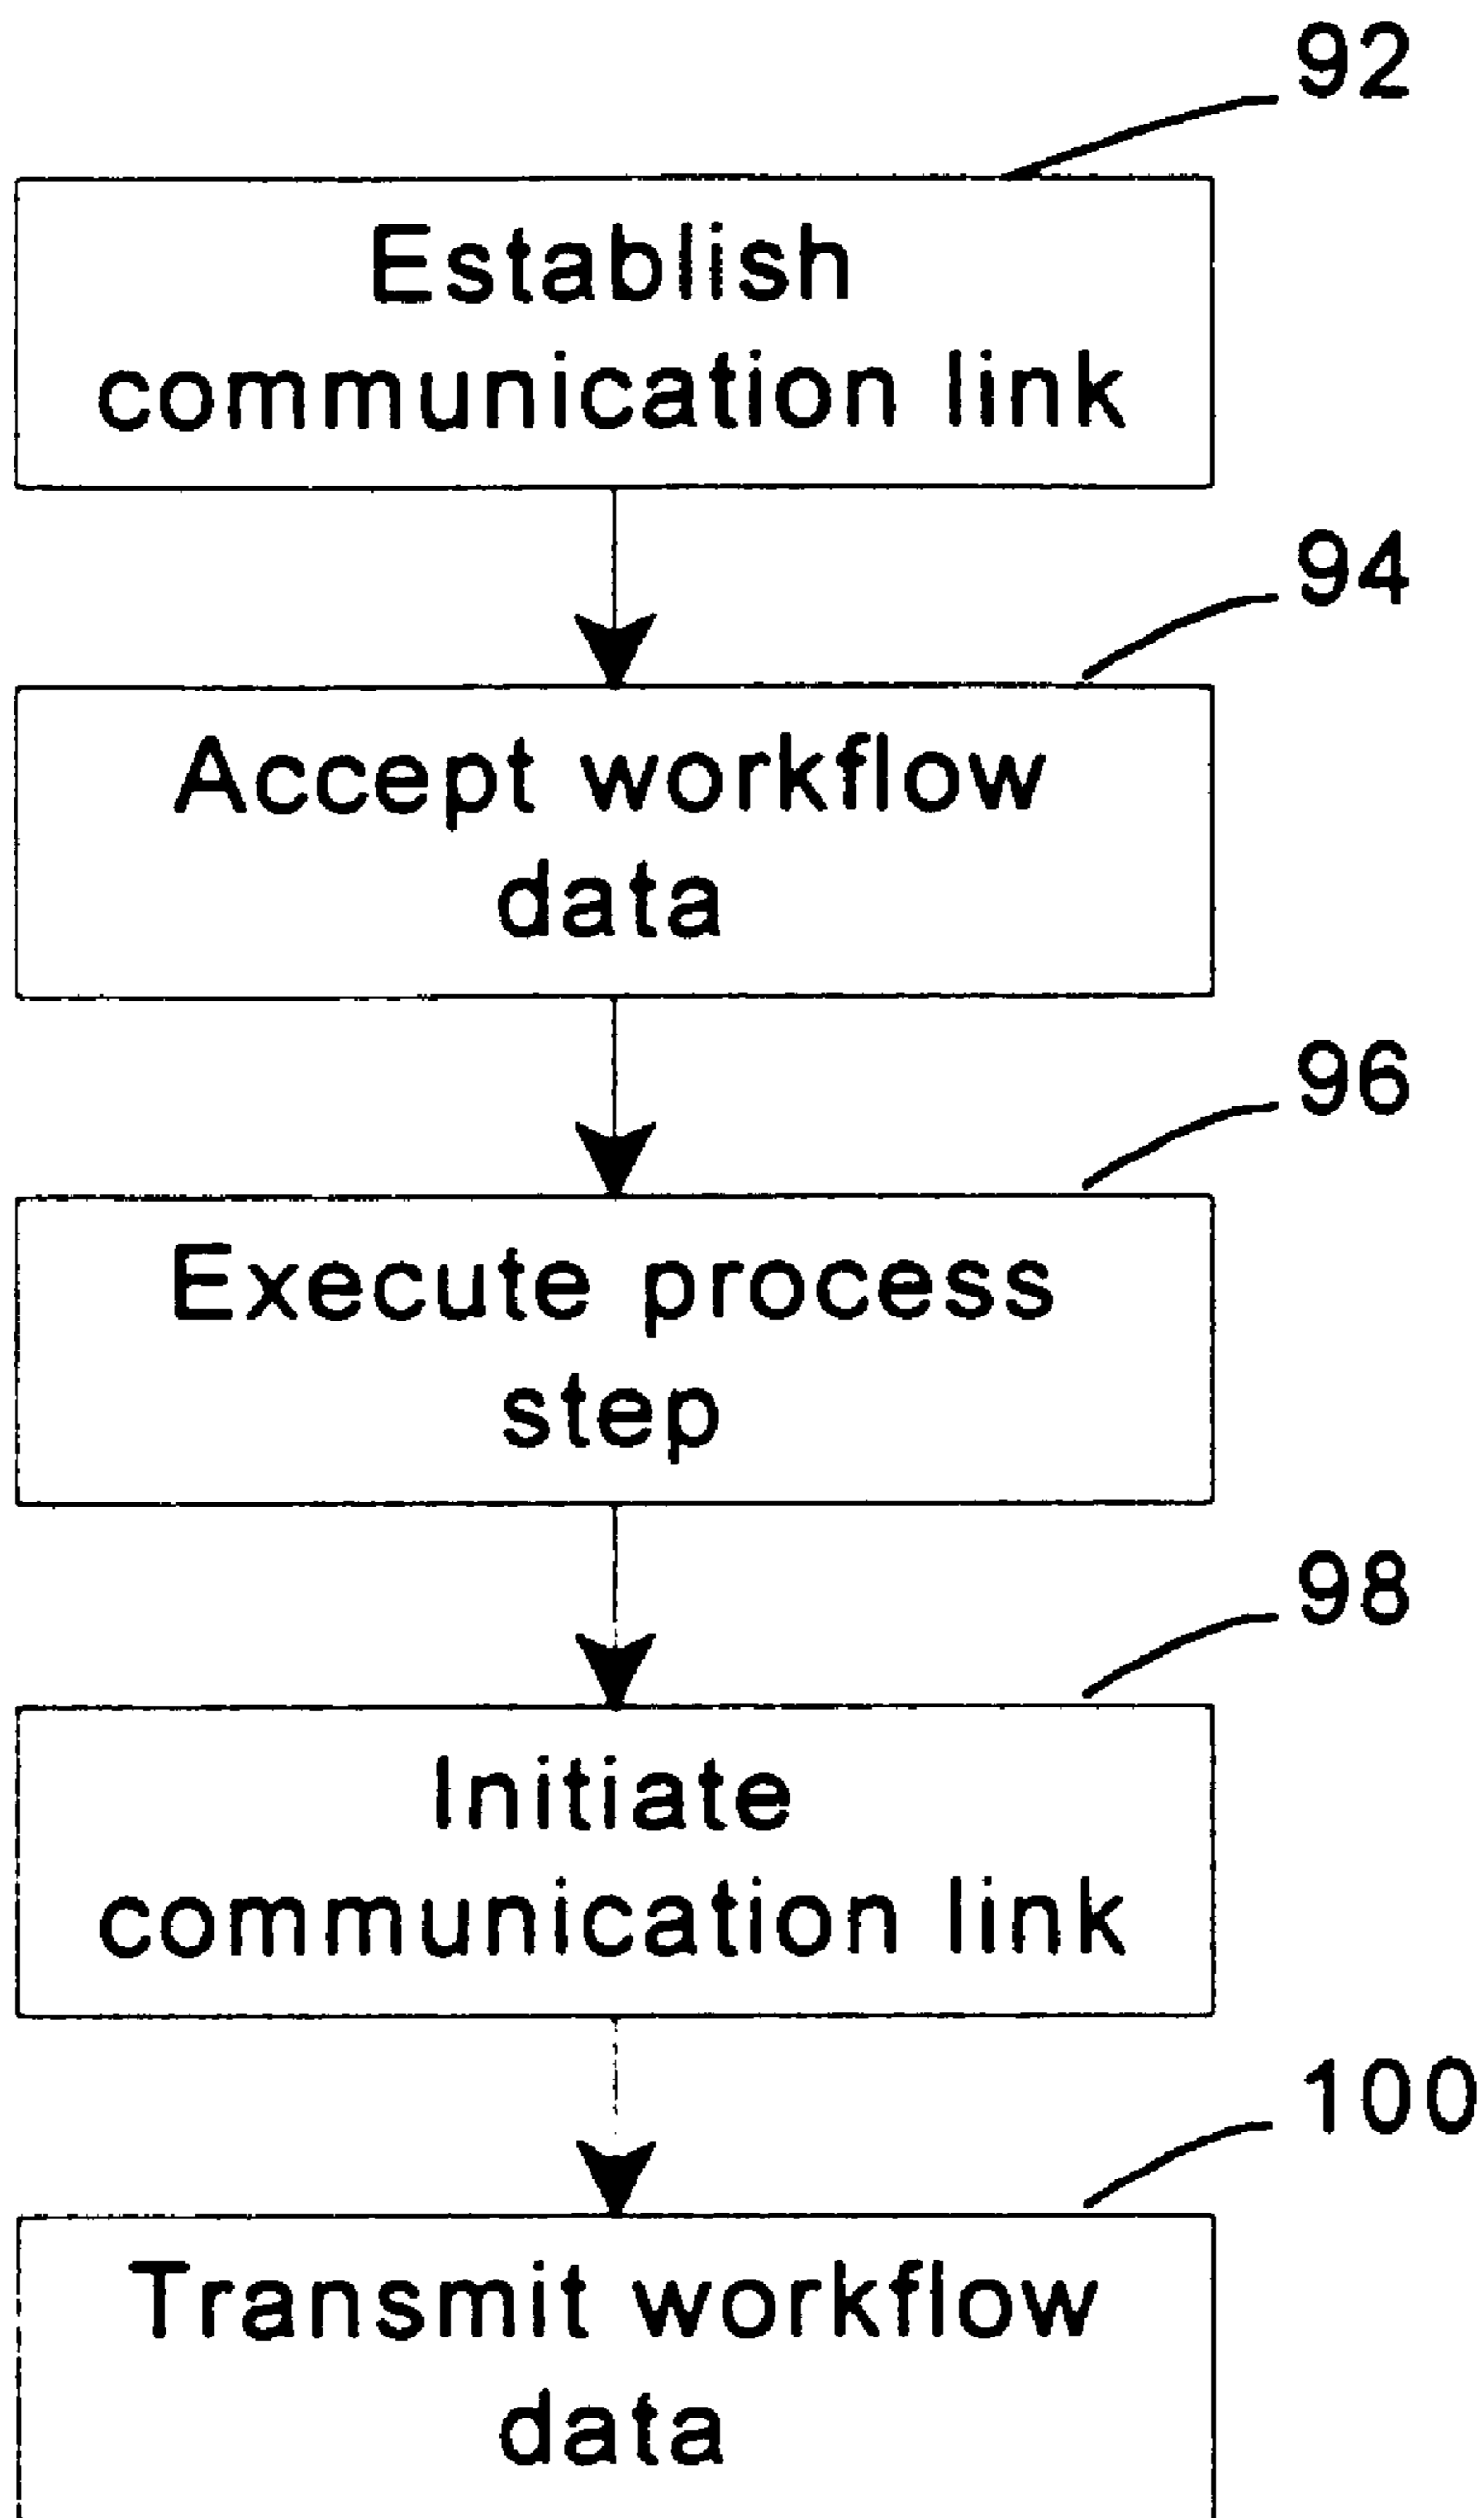 92
Establish
communication link
94
Accept workflow
data
96
Execute process
step
98
Initiate
communication link
100
Transmit workflow
data